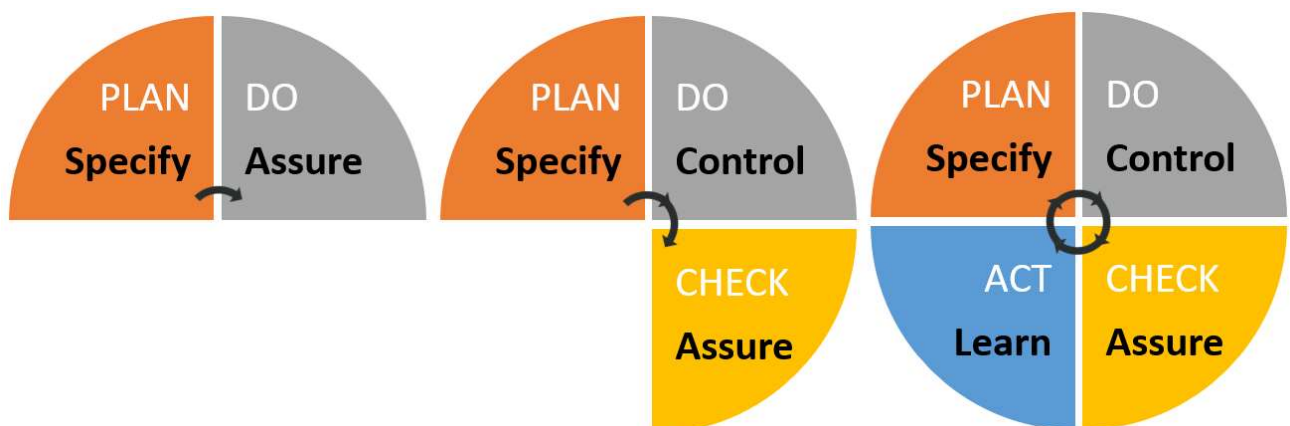 PLAN
Specify
DO
Assure
PLAN
Specify
DO
Control
CHECK
Assure
PLAN
Specify
DO
Control
ACT
Learn
CHECK
Assure